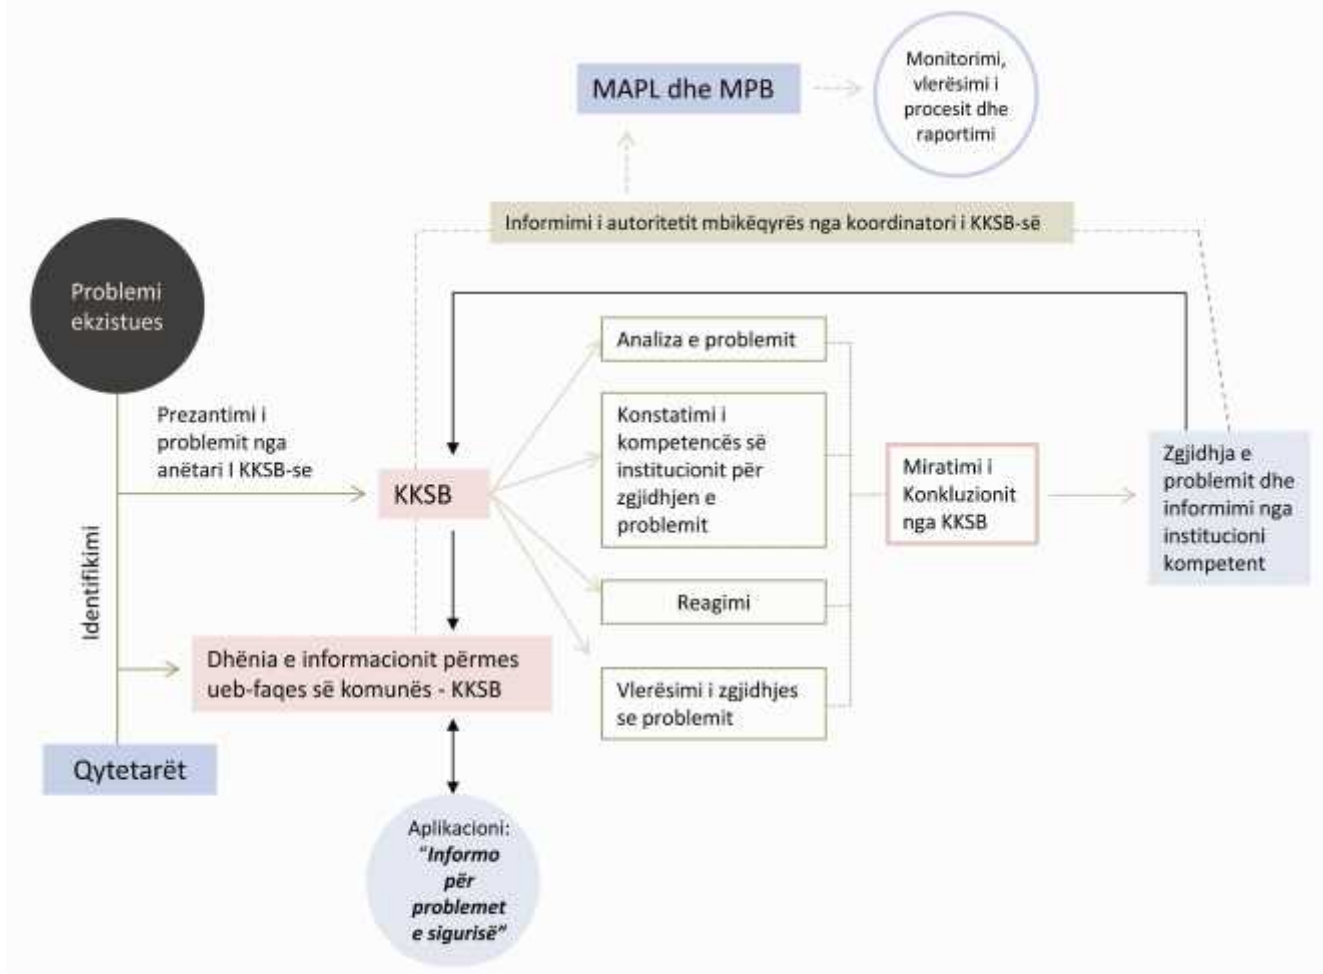 MAPL dhe MPB
Monitorimi,
vlerësimi i
procesit dhe
raportimi
Informimi i autoritetit mbikëqyrës nga koordinatori i KKSB-së
Problemi
ekzistues
Prezantimi i
problemit nga
anëtari I KKSB-se
Identifikimi
KKSB
Analiza e problemit
Konstatimi i
kompetencës së
institucionit për
zgjidhjen e
problemit
Reagimi
Vlerësimi i zgjidhjes
se problemit
Miratimi i
Konkluzionit
nga KKSB
Zgjidhja e
problemit dhe
informimi nga
institucioni
kompetent
Dhënia e informacionit përmes
ueb-faqes së komunës - KKSB
Qytetarët
Aplikacioni:
"Informo
për
problemet
e sigurisë"